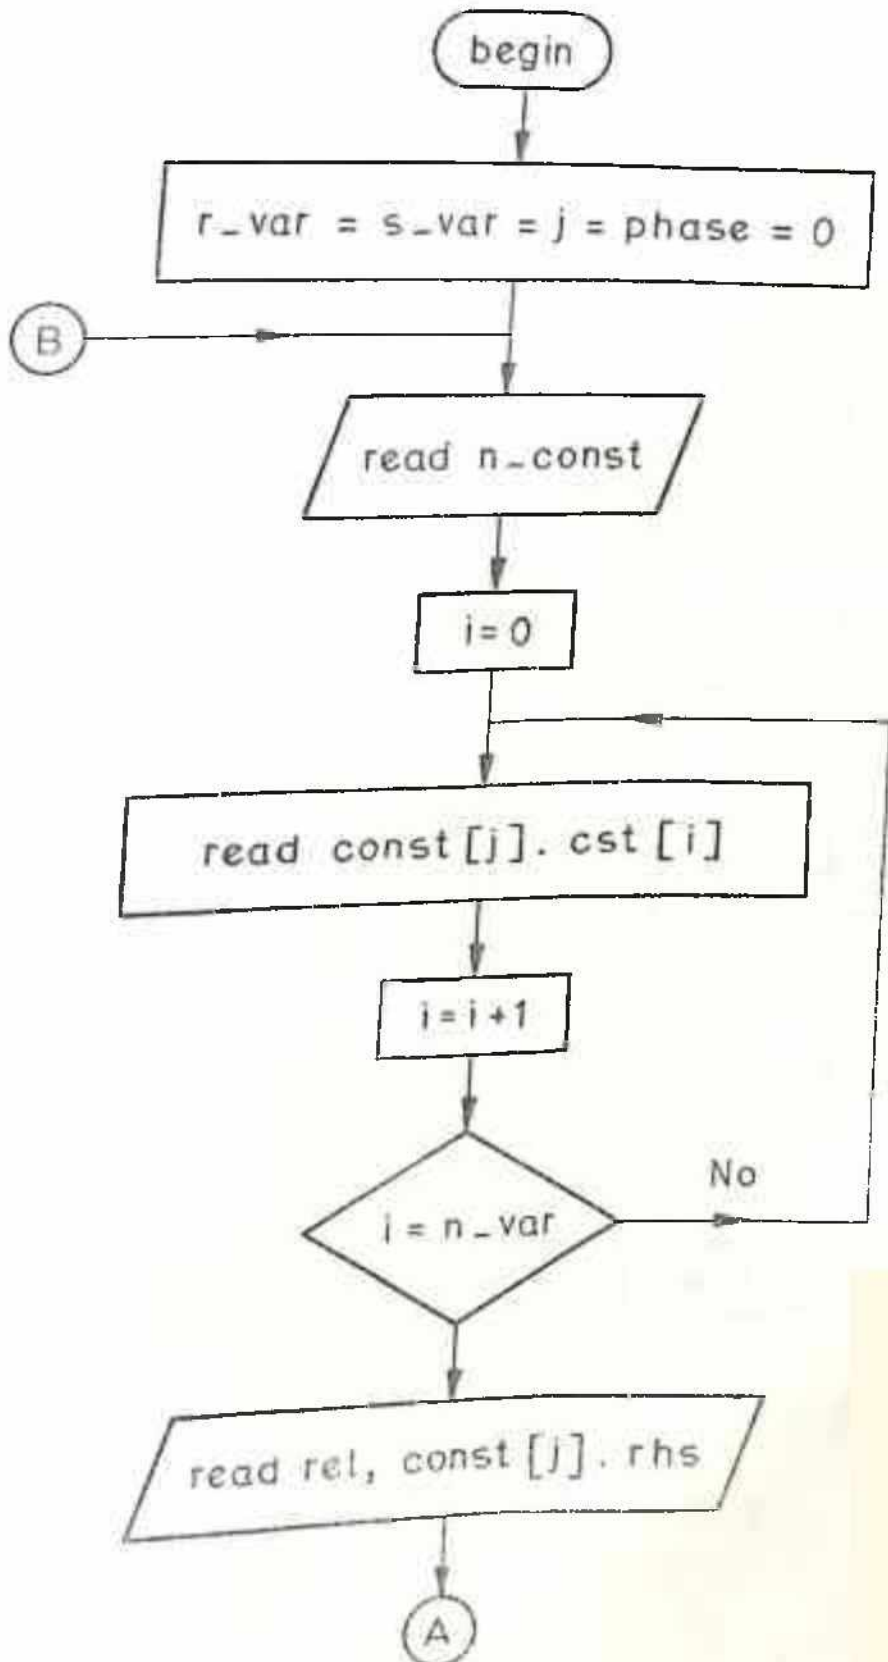 begin
r_var = s_var = j = phase = 0
B
read n_const
i = 0
read const [j]. cst [i]
i = i + 1
No
i = n_var
read rel, const [j]. rhs
A